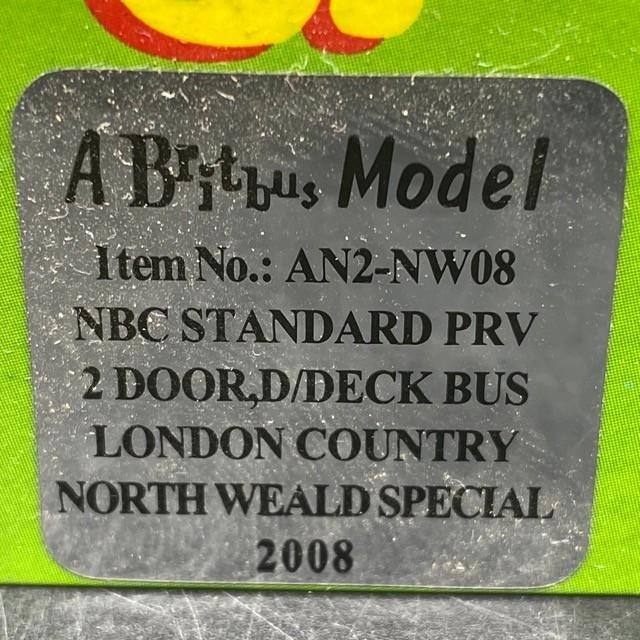 A Britbus Model
Item No.: AN2-NW08
NBC STANDARD PRV
2 DOOR,D/DECK BUS
LONDON COUNTRY
NORTH WEALD SPECIAL
2008